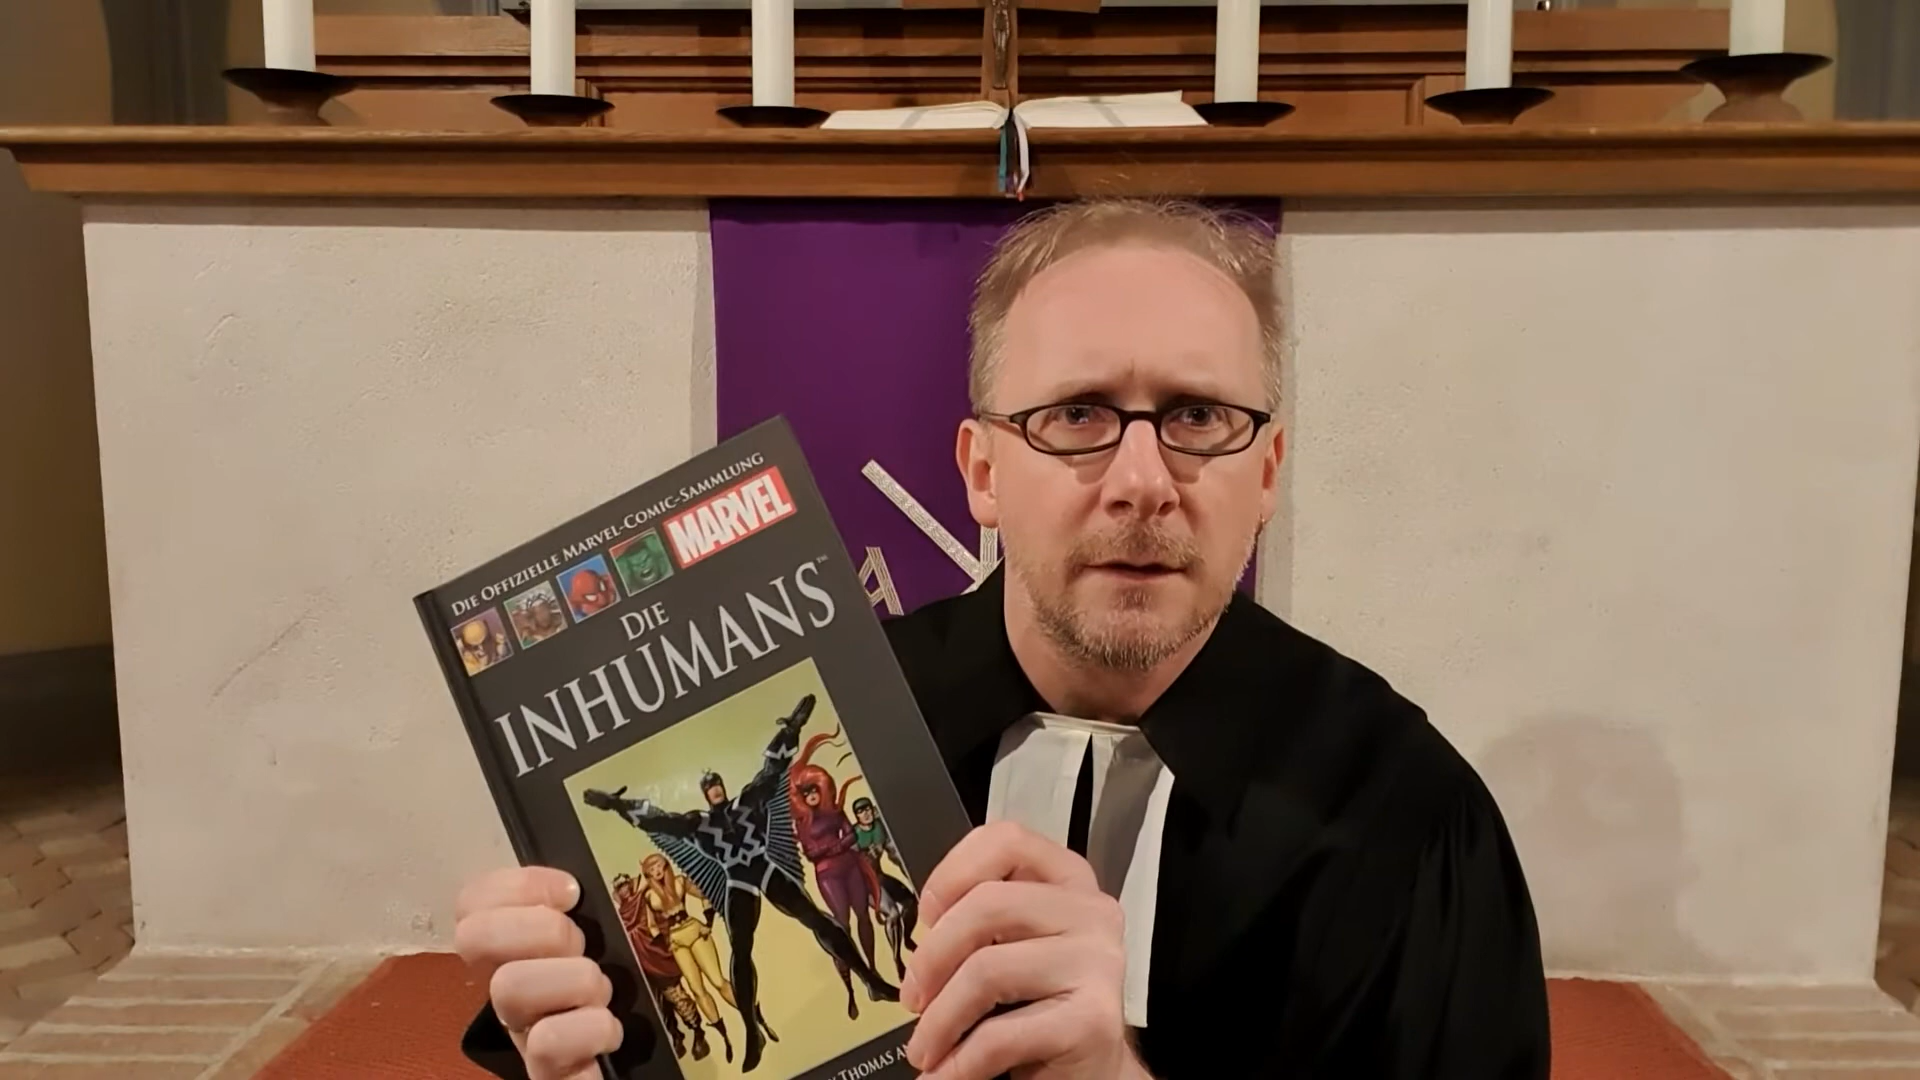 DIE OFFIZIELLE MARVEL-COMIC-SAMMLUNG
MARVEL
DIE
INHUMANS™
THOMAS